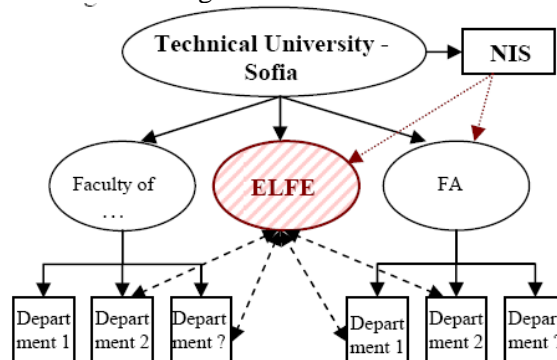 Technical University -
Sofia
NIS
Faculty of
...
ELFE
FA
Depart
ment 1
Depart
ment 2
Depart
ment ?
Depart
ment 1
Depart
ment 2
Depart
ment ?